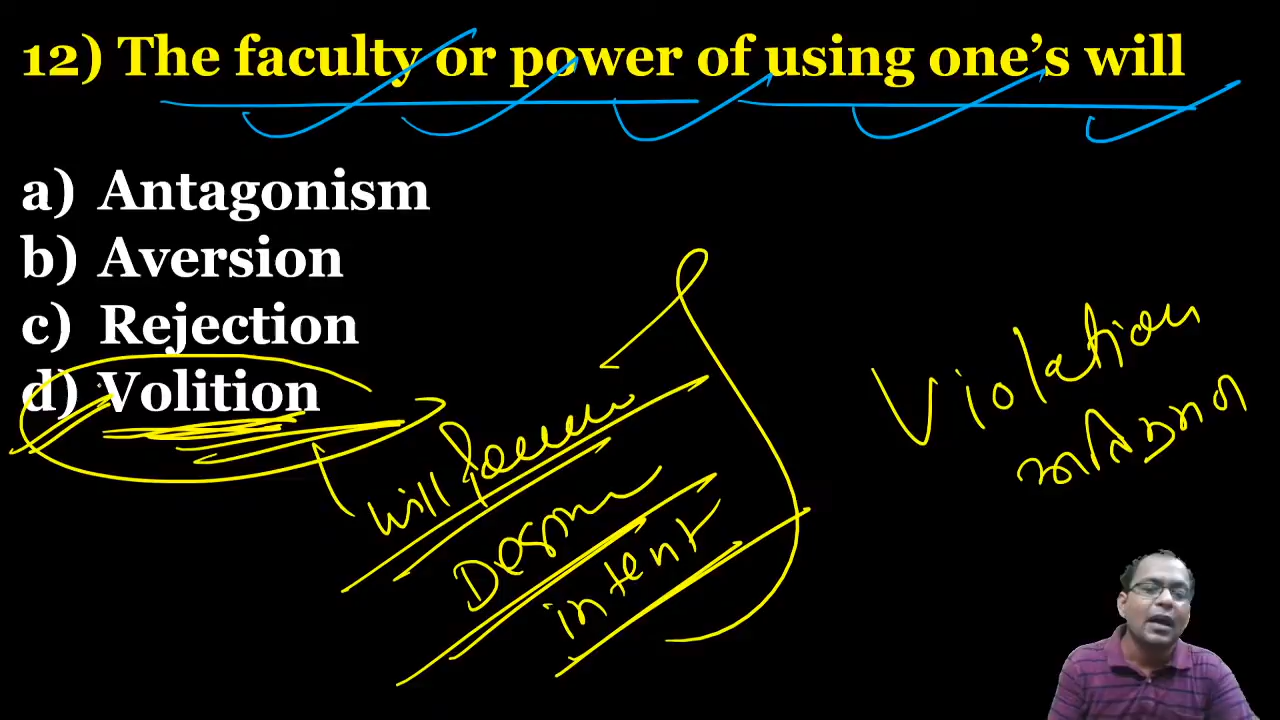 12) The faculty or power of using one’s will
a) Antagonism
b) Aversion
c) Rejection
d) Volition
will power
Desire
intent
Violation